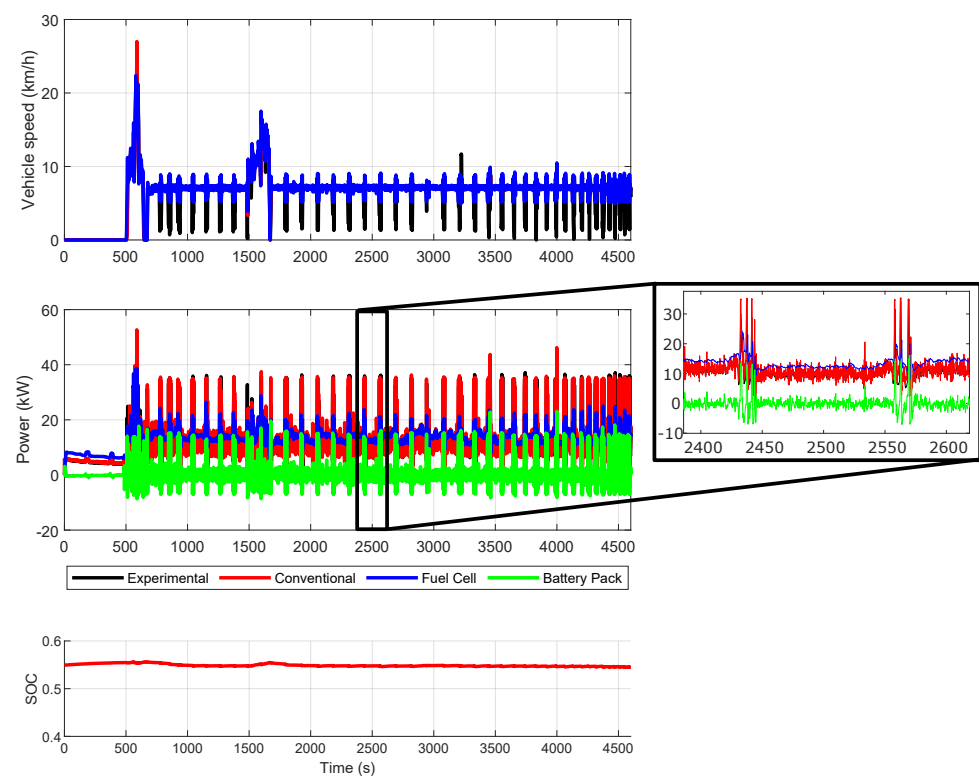 30
20
10
0
Vehicle speed (km/h)
0 500 1000 1500 2000 2500 3000 3500 4000 4500
60
40
20
0
-20
Power (kW)
0 500 1000 1500 2000 2500 3000 3500 4000 4500
30
20
10
0
-10
2400 2450 2500 2550 2600
Experimental Conventional Fuel Cell Battery Pack
0.6
0.5
0.4
SOC
0 500 1000 1500 2000 2500 3000 3500 4000 4500
Time (s)